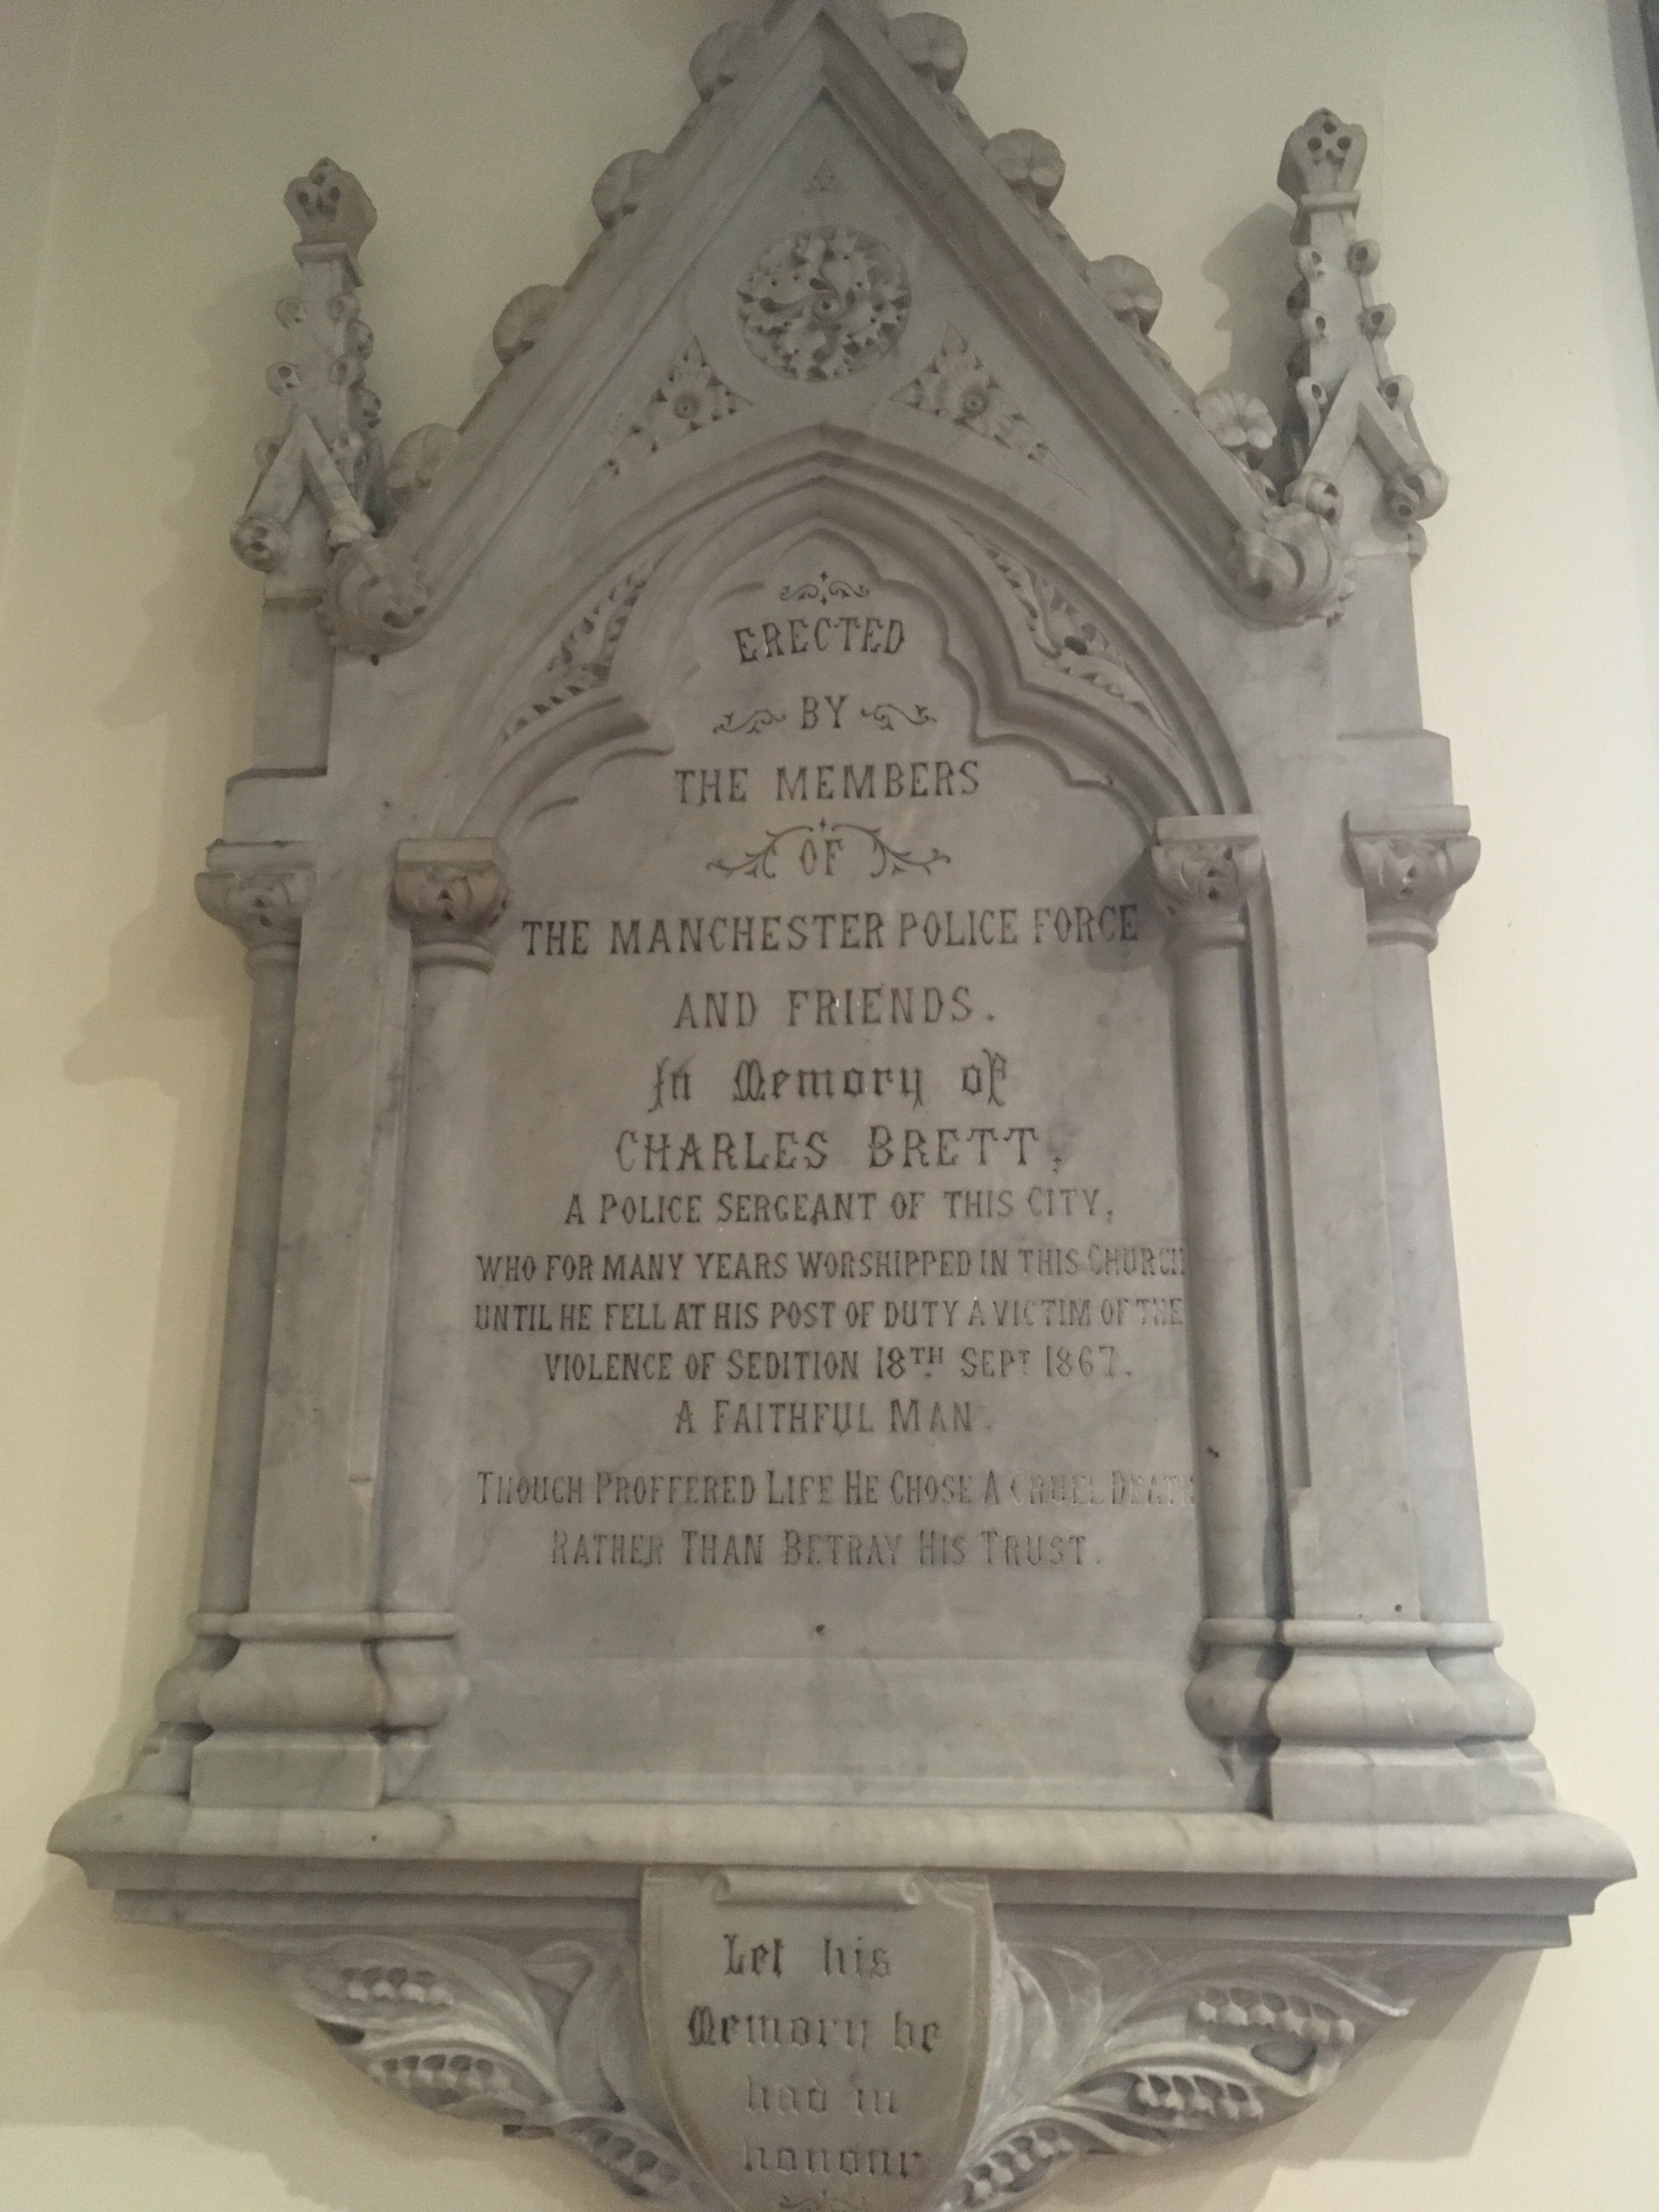 ERECTED
BY
THE MEMBERS
OF
THE MANCHESTER POLICE FORCE
AND FRIENDS.
In Memory of
CHARLES BRETT,
A POLICE SERGEANT OF THIS CITY,
WHO FOR MANY YEARS WORSHIPPED IN THIS CHURCH
UNTIL HE FELL AT HIS POST OF DUTY A VICTIM OF THE
VIOLENCE OF SEDITION 18TH SEPT 1867.
A FAITHFUL MAN.
THOUGH PROFFERED LIFE HE CHOSE A CRUEL DEATH
RATHER THAN BETRAY HIS TRUST.
Let his
Memory be
had in
honour